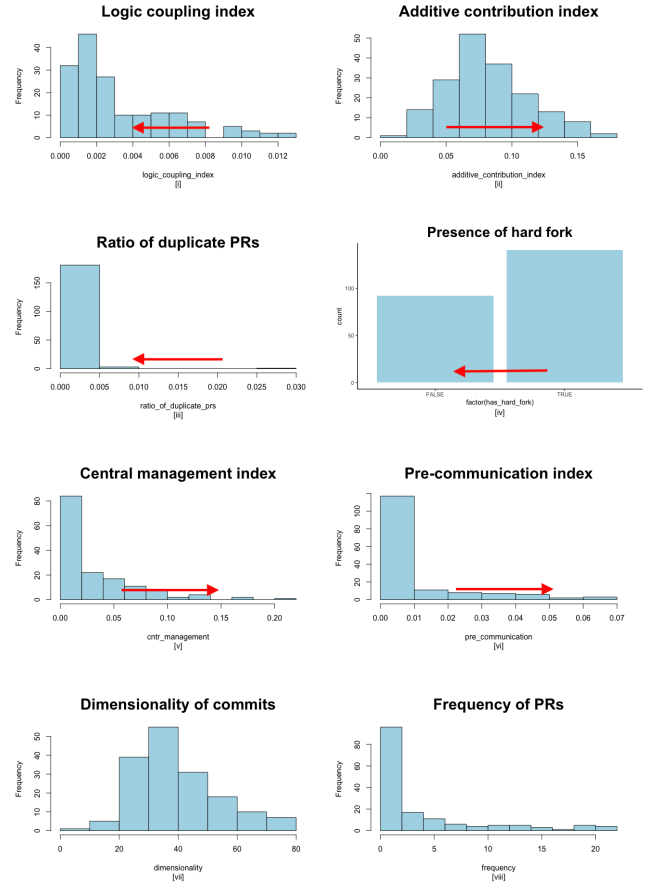 Logic coupling index
Frequency
0 10 20 30 40
0.000 0.002 0.004 0.006 0.008 0.010 0.012
logic_coupling_index
[i]
Additive contribution index
Frequency
0 10 20 30 40 50
0.00 0.05 0.10 0.15
additive_contribution_index
[ii]
Ratio of duplicate PRs
Frequency
0 50 100 150
0.000 0.005 0.010 0.015 0.020 0.025 0.030
ratio_of_duplicate_prs
[iii]
Presence of hard fork
count
0 50 100
FALSE TRUE
factor(has_hard_fork)
[iv]
Central management index
Frequency
0 20 40 60 80
0.00 0.05 0.10 0.15 0.20
cntr_management
[v]
Pre-communication index
Frequency
0 20 40 60 100
0.00 0.01 0.02 0.03 0.04 0.05 0.06 0.07
pre_communication
[vi]
Dimensionality of commits
Frequency
0 10 20 30 40 50
0 20 40 60 80
dimensionality
[vii]
Frequency of PRs
Frequency
0 20 40 60 80
0 5 10 15 20
frequency
[viii]